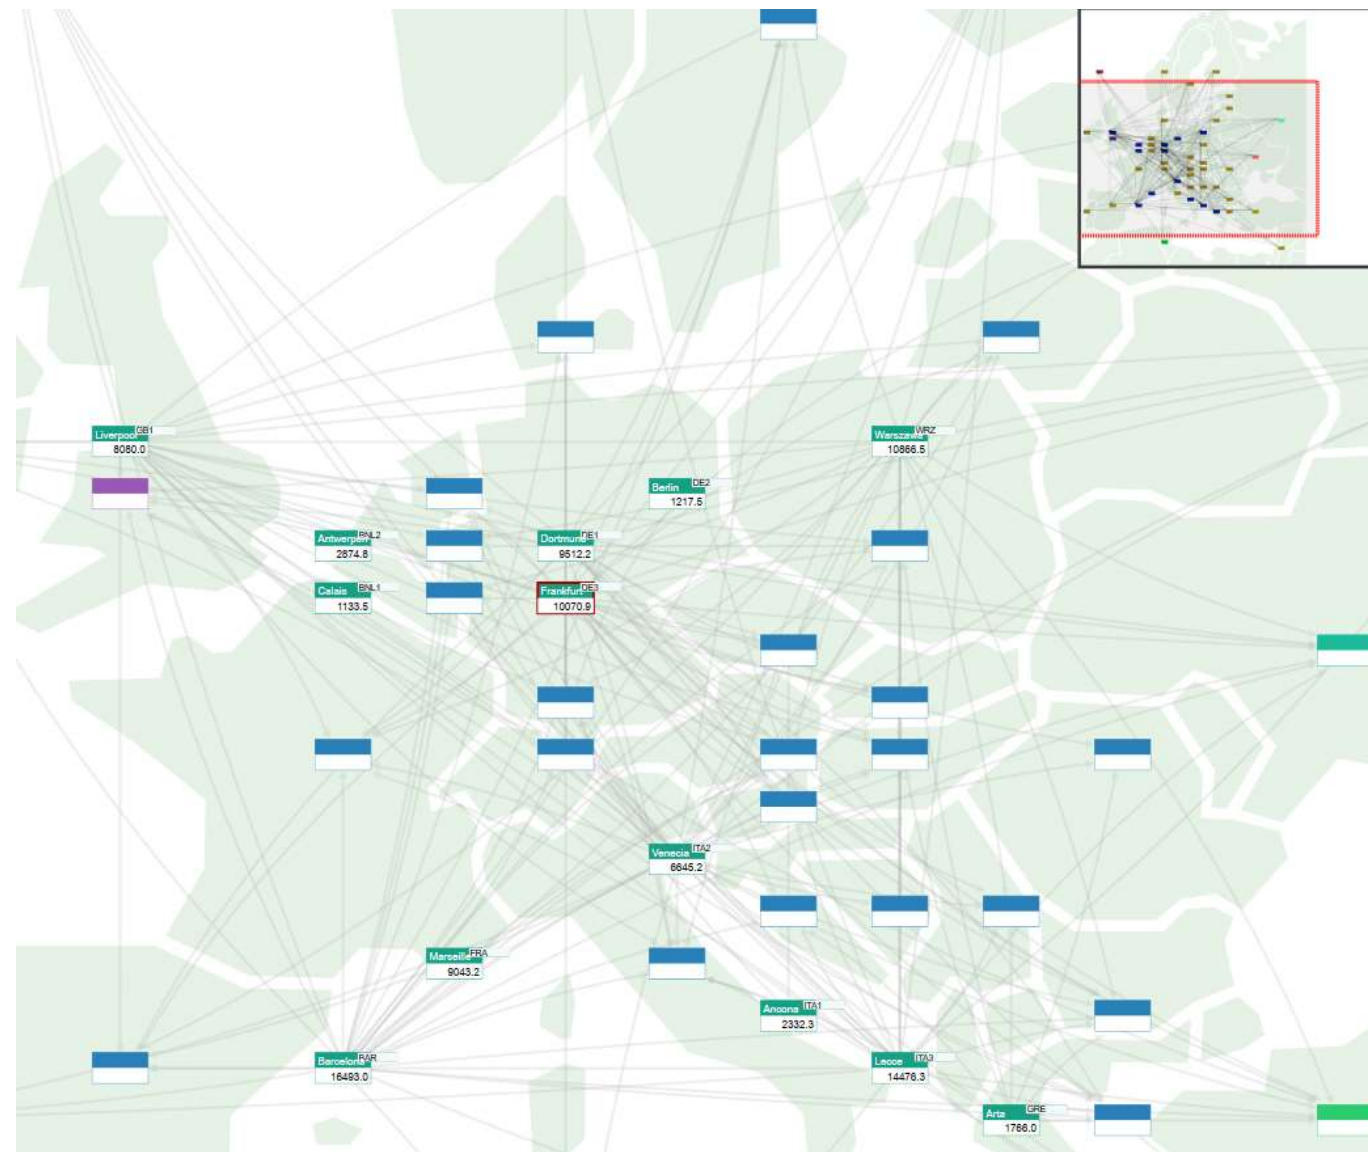 Liverpool GB1
8080.0
Warszawa WRZ
10866.5
Berlin DE2
1217.5
Antwerpen BNL2
2874.8
Dortmund DE1
9512.2
Calais BNL1
1133.5
Frankfurt DE3
10070.9
Venecia ITA2
6645.2
Marseille FRA
9043.2
Ancona ITA1
2332.3
Barcelona BAR
16493.0
Lecce ITA3
14476.3
Arta GRE
1766.0